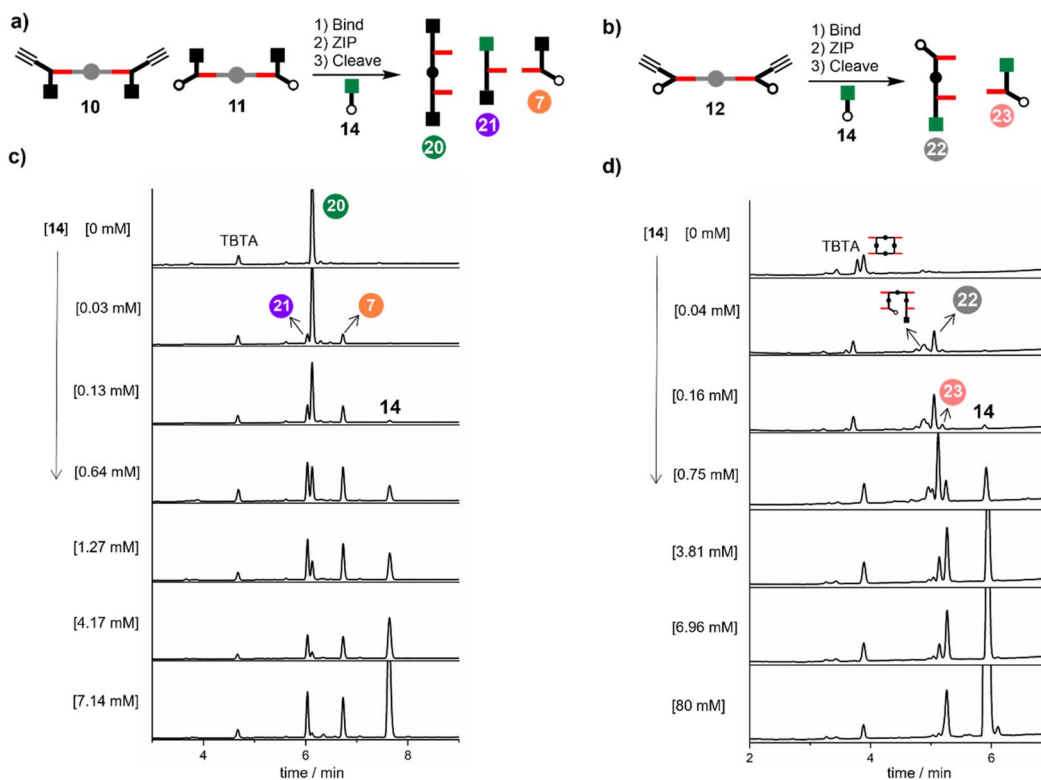 a)
1) Bind
2) ZIP
3) Cleave
10
11
14
20
21
7
b)
1) Bind
2) ZIP
3) Cleave
12
14
22
23
c)
[14] [0 mM]
TBTA
20
[0.03 mM]
21
7
[0.13 mM]
14
[0.64 mM]
[1.27 mM]
[4.17 mM]
[7.14 mM]
4 6 8
time / min
d)
[14] [0 mM]
TBTA
[0.04 mM]
22
[0.16 mM]
23
14
[0.75 mM]
[3.81 mM]
[6.96 mM]
[80 mM]
2 4 6
time / min